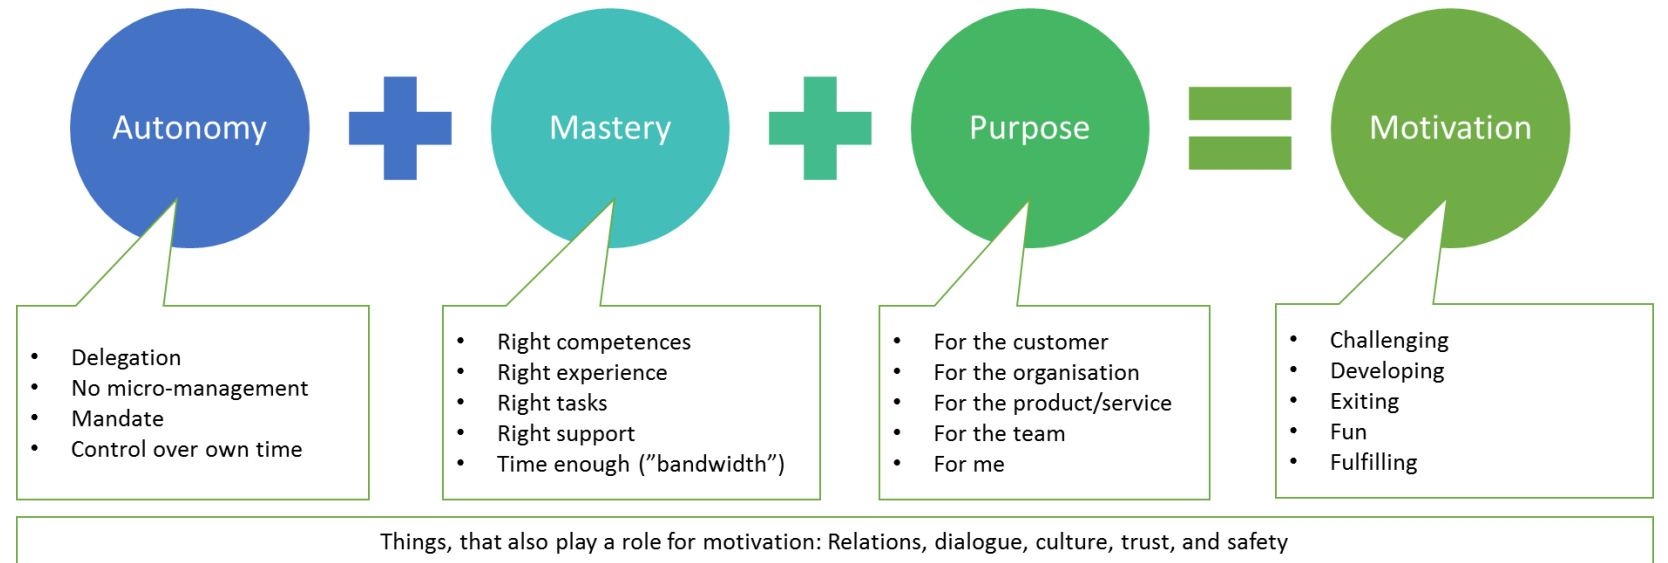 Autonomy
Mastery
Purpose
Motivation
• Delegation
• No micro-management
• Mandate
• Control over own time
• Right competences
• Right experience
• Right tasks
• Right support
• Time enough (”bandwidth”)
• For the customer
• For the organisation
• For the product/service
• For the team
• For me
• Challenging
• Developing
• Exiting
• Fun
• Fulfilling
Things, that also play a role for motivation: Relations, dialogue, culture, trust, and safety